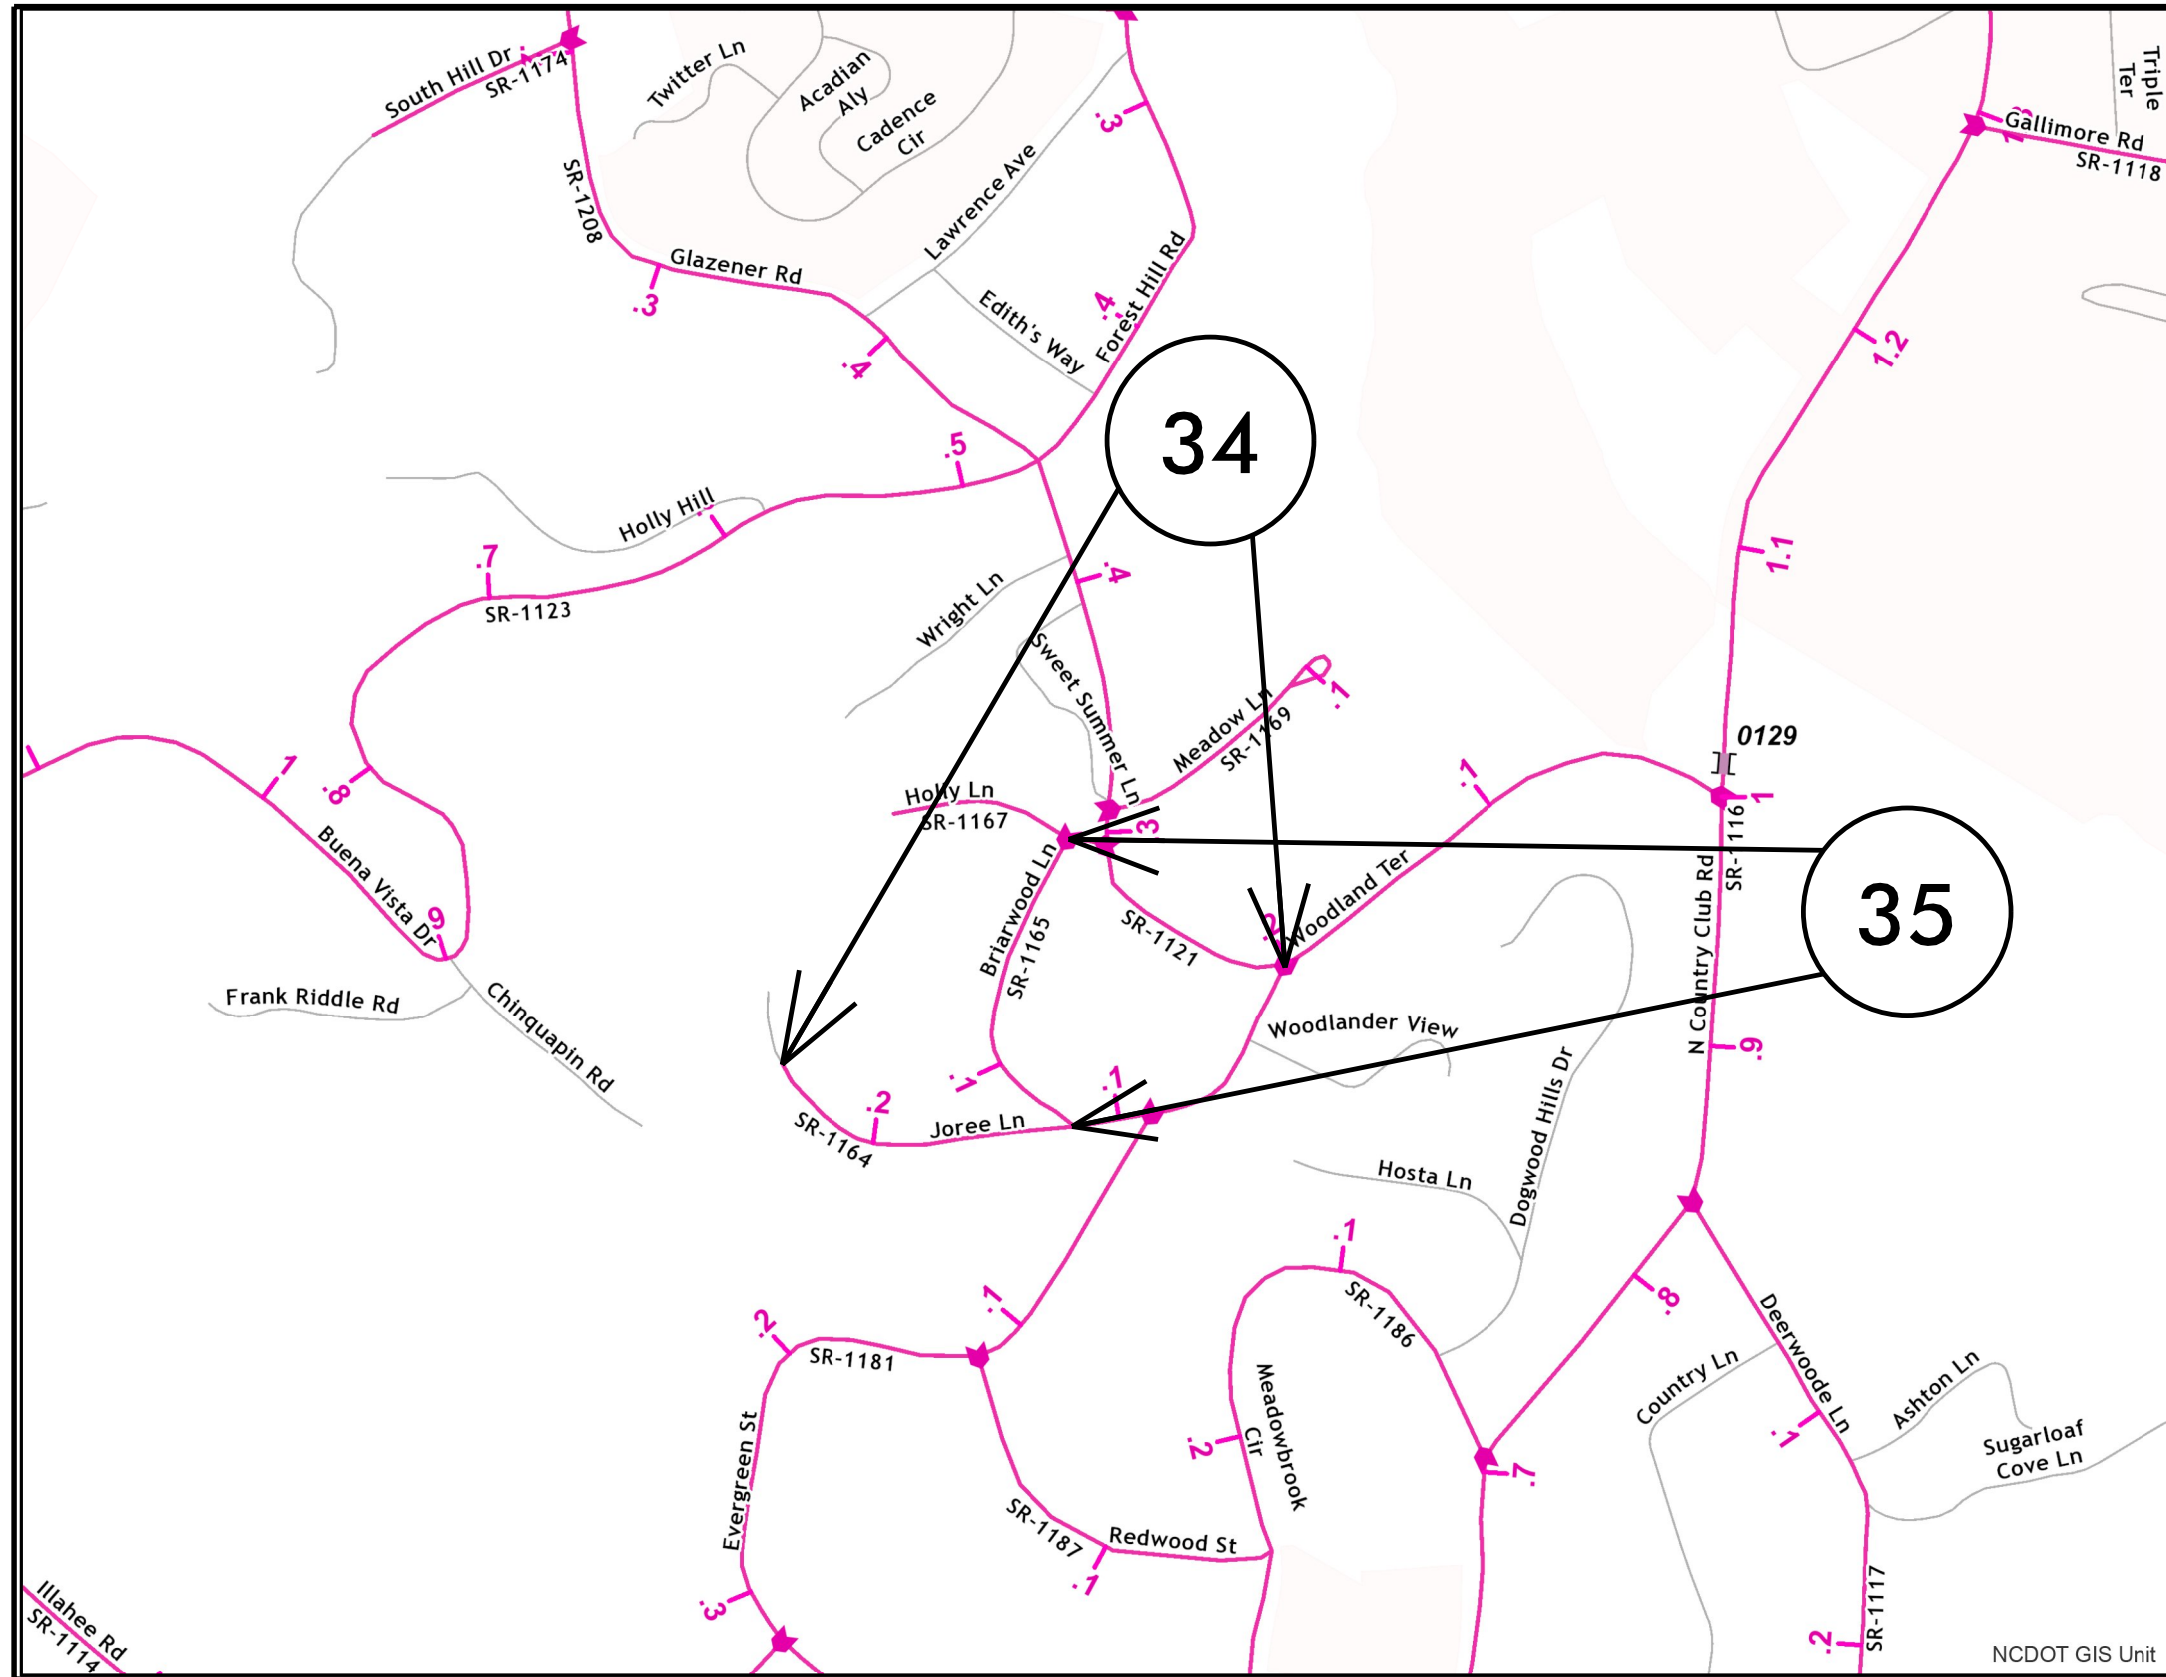 South Hill Dr
SR-1174
Twitter Ln
Acadian
Aly
Cadence
Cir
Lawrence Ave
.3
Triple
Ter
Gallimore Rd
SR-1118
SR-1208
Glazener Rd
.3
.4
Edith's Way
Forest Hill Rd
.4
1.2
34
.5
Holly Hill
.7
SR-1123
Wright Ln
.4
1.1
Sweet Summer Ln
Meadow Ln
SR-1169
.1
0129
.1
.8
1
Holly Ln
SR-1167
.3
.1
1
SR-1116
Buena Vista Dr
.9
Briarwood Ln
SR-1165
SR-1121
.2
Woodland Ter
N Country Club Rd
35
Frank Riddle Rd
Chinquapin Rd
Woodlander View
.9
.1
.1
.2
Joree Ln
SR-1164
Dogwood Hills Dr
Hosta Ln
.1
.1
.2
SR-1181
SR-1186
.8
Deerwoode Ln
Country Ln
Ashton Ln
.1
Sugarloaf
Cove Ln
Evergreen St
Meadowbrook
Cir
.2
.7
SR-1187
Redwood St
.1
.3
SR-1117
.2
Illahee Rd
SR-1114
NCDOT GIS Unit